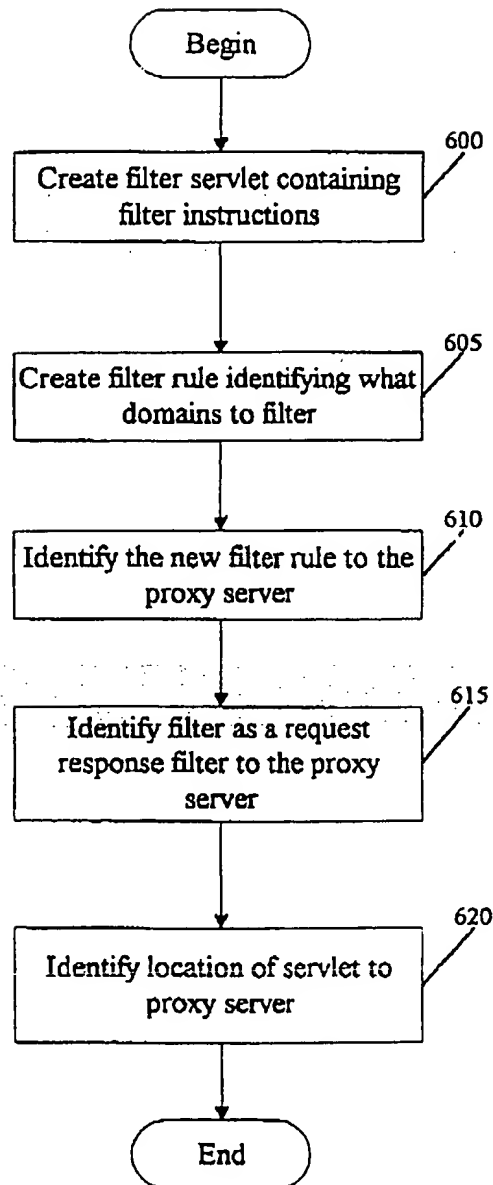 Begin
600
Create filter servlet containing
filter instructions
605
Create filter rule identifying what
domains to filter
610
Identify the new filter rule to the
proxy server
615
Identify filter as a request
response filter to the proxy
server
620
Identify location of servlet to
proxy server
End